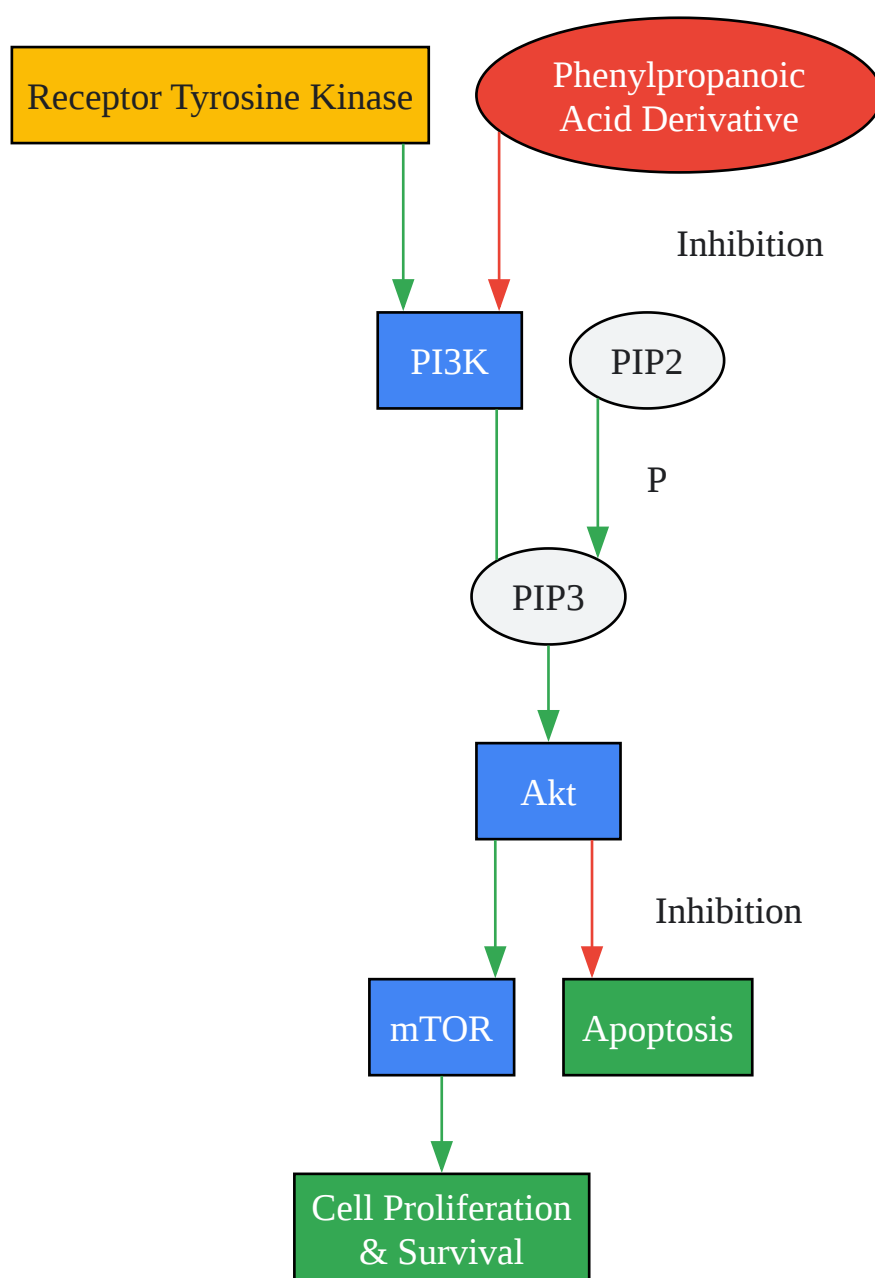 Receptor Tyrosine Kinase
Phenylpropanoic
Acid Derivative
Inhibition
PI3K
PIP2
P
PIP3
Akt
Inhibition
mTOR
Apoptosis
Cell Proliferation
& Survival